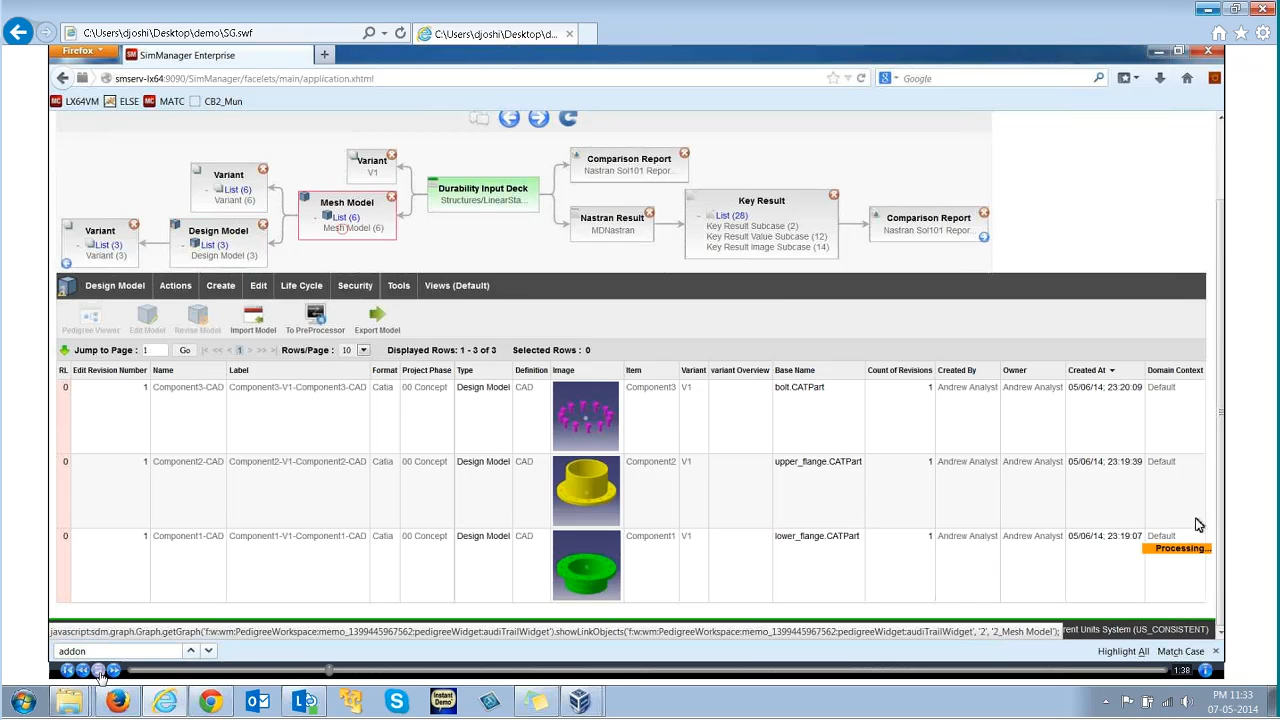 C:\Users\djoshi\Desktop\demo\SG.swf
C:\Users\djoshi\Desktop\d...
Firefox
SimManager Enterprise
smserv-lx64:9090/SimManager/facelets/main/application.xhtml
Google
LX64VM ELSE MATC CB2_Mun
Variant
List (6)
Variant (6)
Variant
V1
Mesh Model
List (6)
Mesh Model (6)
Variant
List (3)
Variant (3)
Design Model
List (3)
Design Model (3)
Durability Input Deck
Structures/LinearSta...
Comparison Report
Nastran Sol101 Repor...
Nastran Result
MDNastran
Key Result
List (28)
Key Result Subcase (2)
Key Result Value Subcase (12)
Key Result Image Subcase (14)
Comparison Report
Nastran Sol101 Repor...
Design Model Actions Create Edit Life Cycle Security Tools Views (Default)
Pedigree Viewer Edit Model Revise Model Import Model To PreProcessor Export Model
Jump to Page : 1 Go 1 Rows/Page : 10 Displayed Rows: 1 - 3 of 3 Selected Rows : 0
RL Edit Revision Number Name Label Format Project Phase Type Definition Image Item Variant variant Overview Base Name Count of Revisions Created By Owner Created At Domain Context
0 1 Component3-CAD Component3-V1-Component3-CAD Catia 00 Concept Design Model CAD Component3 V1 bolt.CATPart 1 Andrew Analyst Andrew Analyst 05/06/14; 23:20:09 Default
0 1 Component2-CAD Component2-V1-Component2-CAD Catia 00 Concept Design Model CAD Component2 V1 upper_flange.CATPart 1 Andrew Analyst Andrew Analyst 05/06/14; 23:19:39 Default
0 1 Component1-CAD Component1-V1-Component1-CAD Catia 00 Concept Design Model CAD Component1 V1 lower_flange.CATPart 1 Andrew Analyst Andrew Analyst 05/06/14; 23:19:07 Default
Processing...
javascript:sdm.graph.Graph.getGraph('f:w:wm:PedigreeWorkspace:memo_1399445967562:pedigreeWidget:audiTrailWidget').showLinkObjects('f:w:wm:PedigreeWorkspace:memo_1399445967562:pedigreeWidget:audiTrailWidget', '2', '2_Mesh Model'); rent Units System (US_CONSISTENT)
addon Highlight All Match Case
1:38
Instant Demo
PM 11:33
07-05-2014